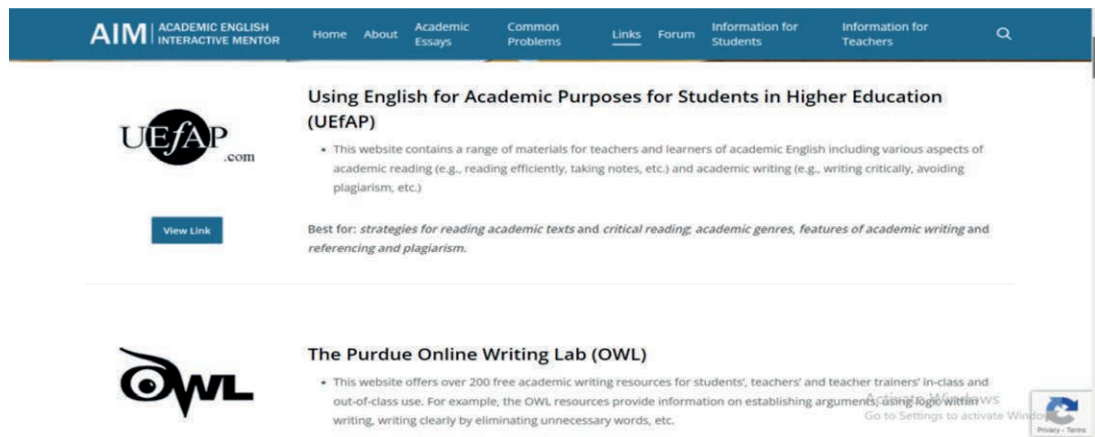 AIM
ACADEMIC ENGLISH
INTERACTIVE MENTOR
Home
About
Academic
Essays
Common
Problems
Links
Forum
Information for
Students
Information for
Teachers
UEfAP
.com
View Link
Using English for Academic Purposes for Students in Higher Education
(UEfAP)
• This website contains a range of materials for teachers and learners of academic English including various aspects of
academic reading (e.g., reading efficiently, taking notes, etc.) and academic writing (e.g., writing critically, avoiding
plagiarism, etc.)
Best for: strategies for reading academic texts and critical reading, academic genres, features of academic writing and
referencing and plagiarism.
OWL
The Purdue Online Writing Lab (OWL)
• This website offers over 200 free academic writing resources for students', teachers' and teacher trainers' in-class and
out-of-class use. For example, the OWL resources provide information on establishing arguments, using logic within
writing, writing clearly by eliminating unnecessary words, etc.
Activate Windows
Go to Settings to activate Windo
Privacy - Terms